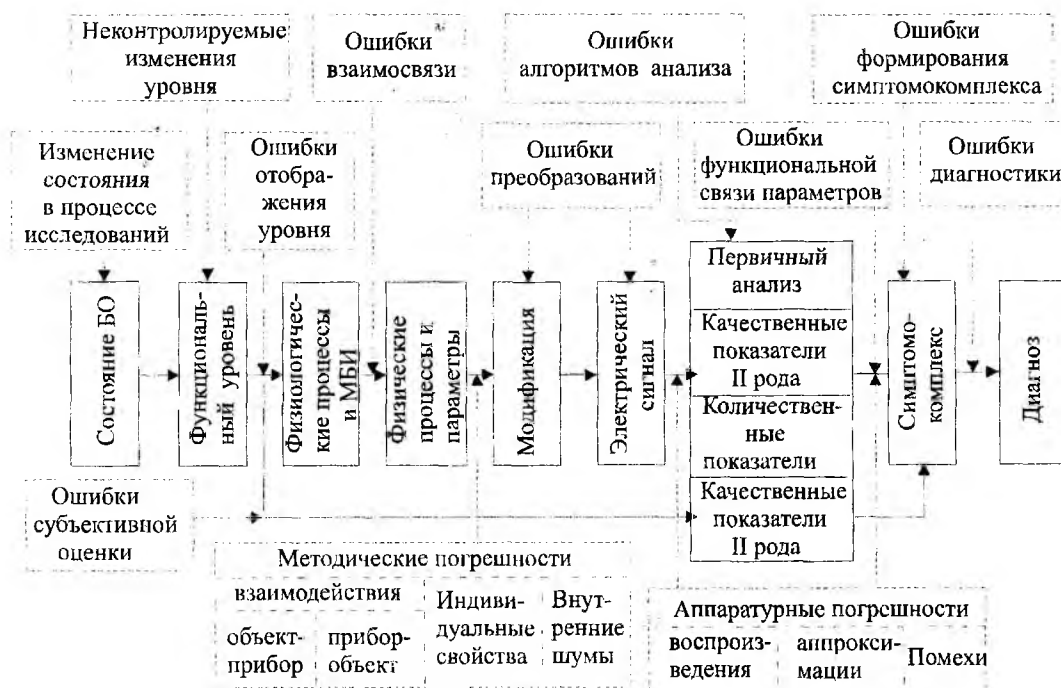 Неконтролируемые
изменения
уровня
Ошибки
взаимосвязи
Ошибки
алгоритмов анализа
Ошибки
формирования
симптомокомплекса
Изменение
состояния
в процессе
исследований
Ошибки
отобра-
жения
уровня
Ошибки
преобразований
Ошибки
функциональной
связи параметров
Ошибки
диагностики
Состояние БО
Функциональ-
ный уровень
Физиологичес-
кие процессы
и МБИ
Физические
процессы и
параметры
Модификация
Электрический
сигнал
Первичный
анализ
Качественные
показатели
II рода
Количествен-
ные
показатели
Качественные
показатели
II рода
Симптомо-
комплекс
Диагноз
Ошибки
субъективной
оценки
Методические погрешности
взаимодействия
объект-
прибор
прибор-
объект
Индиви-
дуальные
свойства
Внут-
ренние
шумы
Аппаратурные погрешности
воспроиз-
ведения
аппрокси-
мации
Помехи